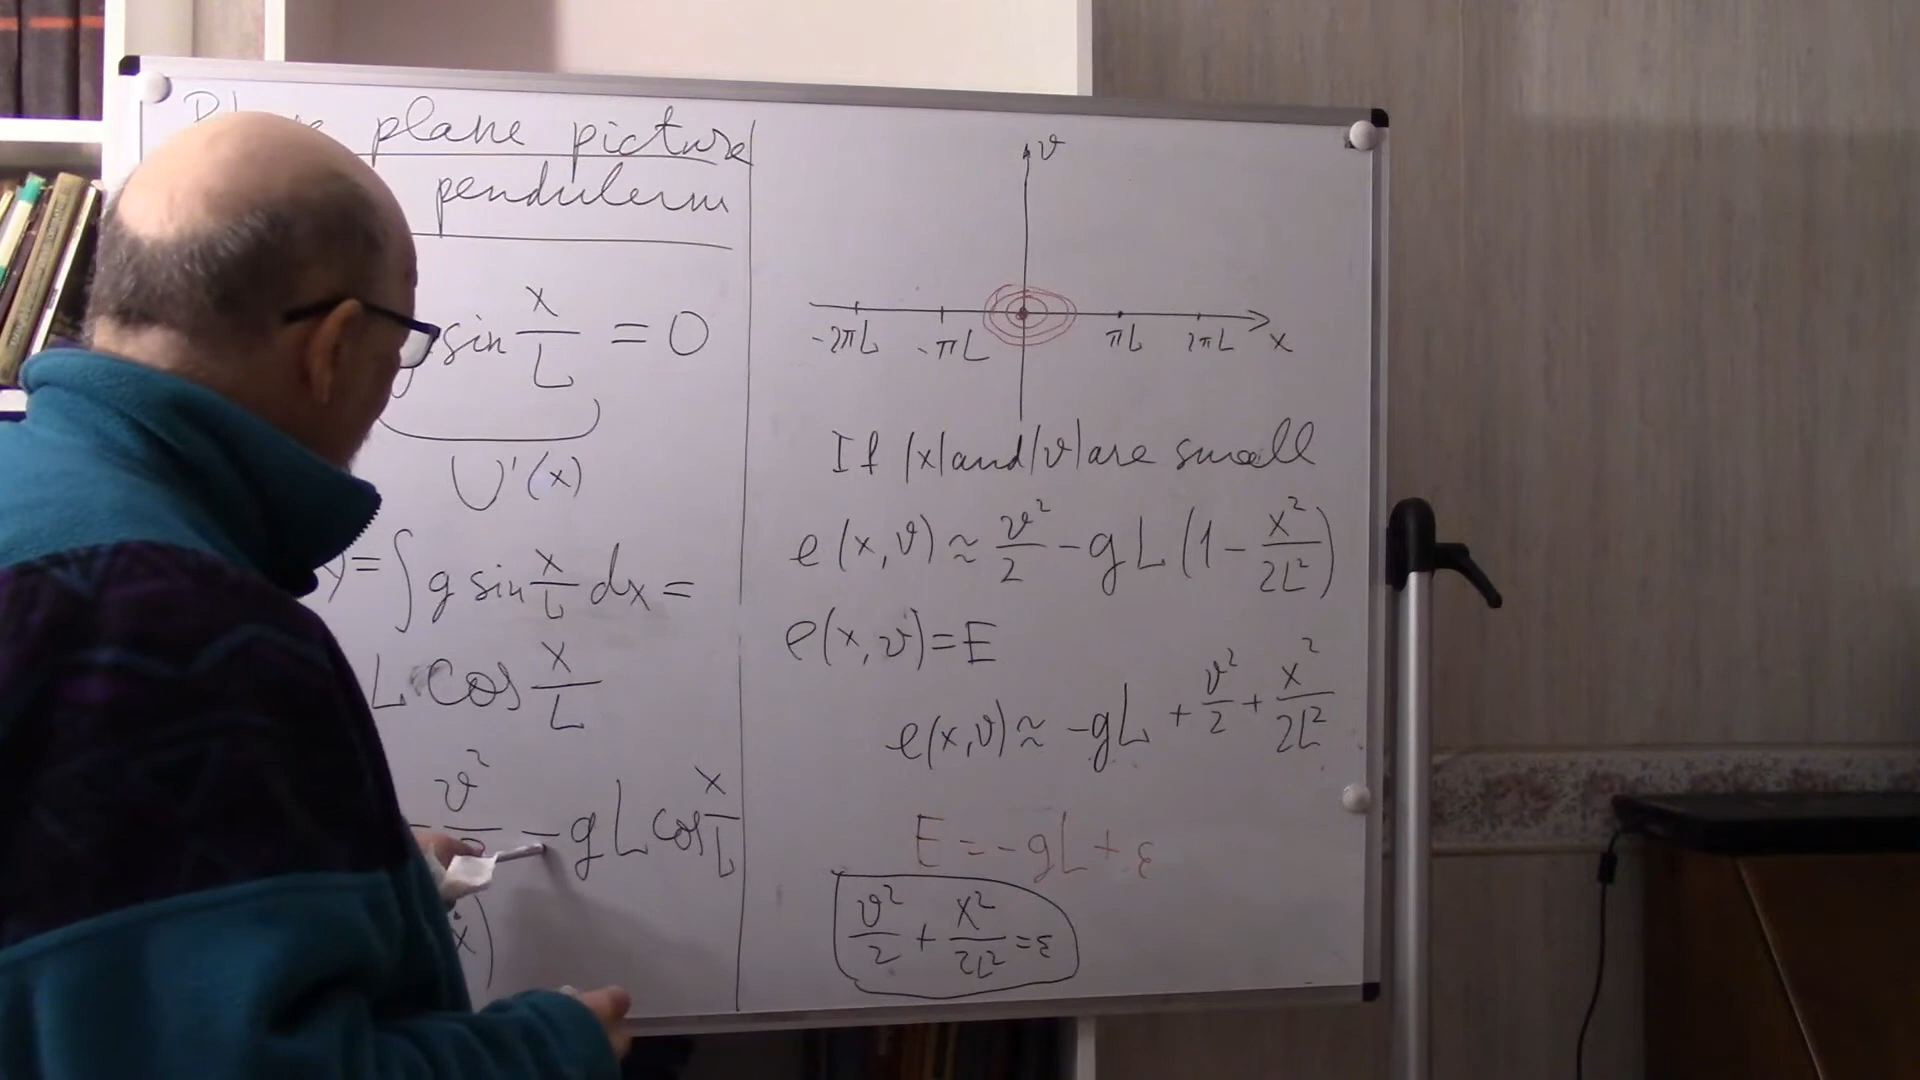 plane picture
pendulum
sin x/L = 0
U'(x)
= ∫ g sin x/L dx =
L cos x/L
v²/2 - gL cos x/L
x)
v
-2πL -πL πL 2πL x
If |x| and |v| are small
e(x,v) ≈ v²/2 - gL(1 - x²/2L²)
e(x,v) = E
e(x,v) ≈ -gL + v²/2 + x²/2L²
E = -gL + ε
v²/2 + x²/2L² = ε